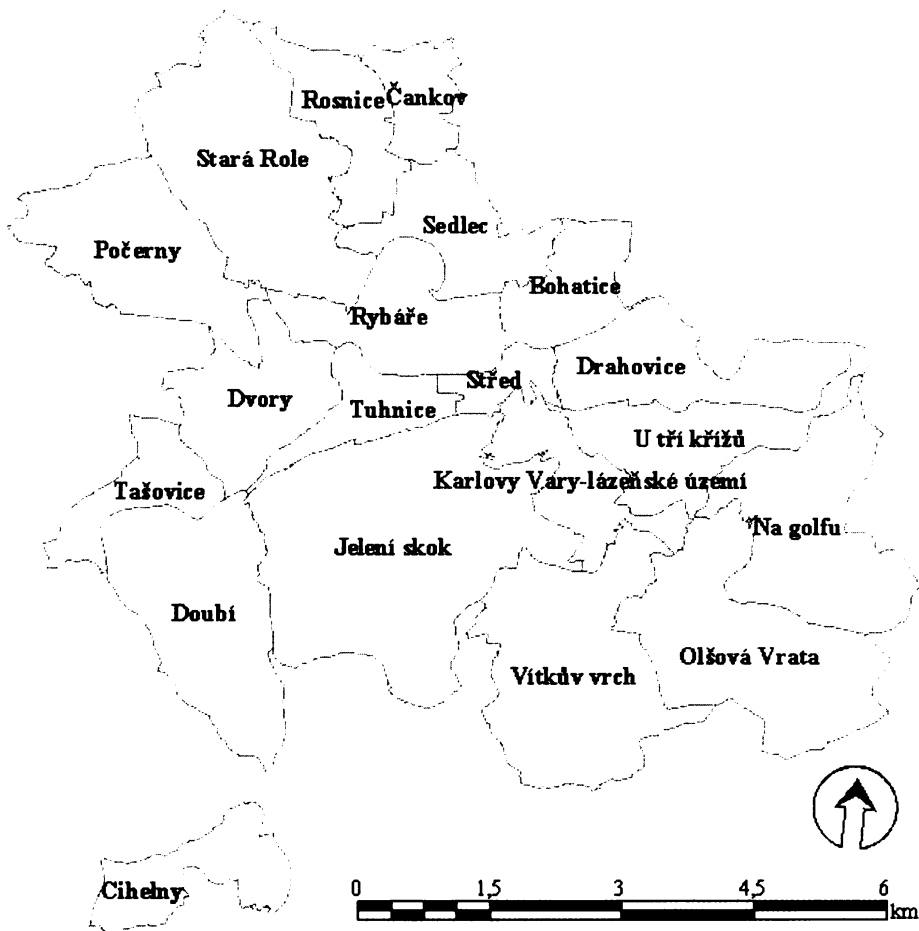 Rosnice
Čankov
Stará Role
Sedlec
Počerny
Bohatice
Rybáře
Drahovice
Střed
Dvory
Tuhnice
U tří křížů
Karlovy Vary-lázeňské území
Tašovice
Na golfu
Jelení skok
Doubí
Olšová Vrata
Vítkův vrch
Cihelny
0 1,5 3 4,5 6
km